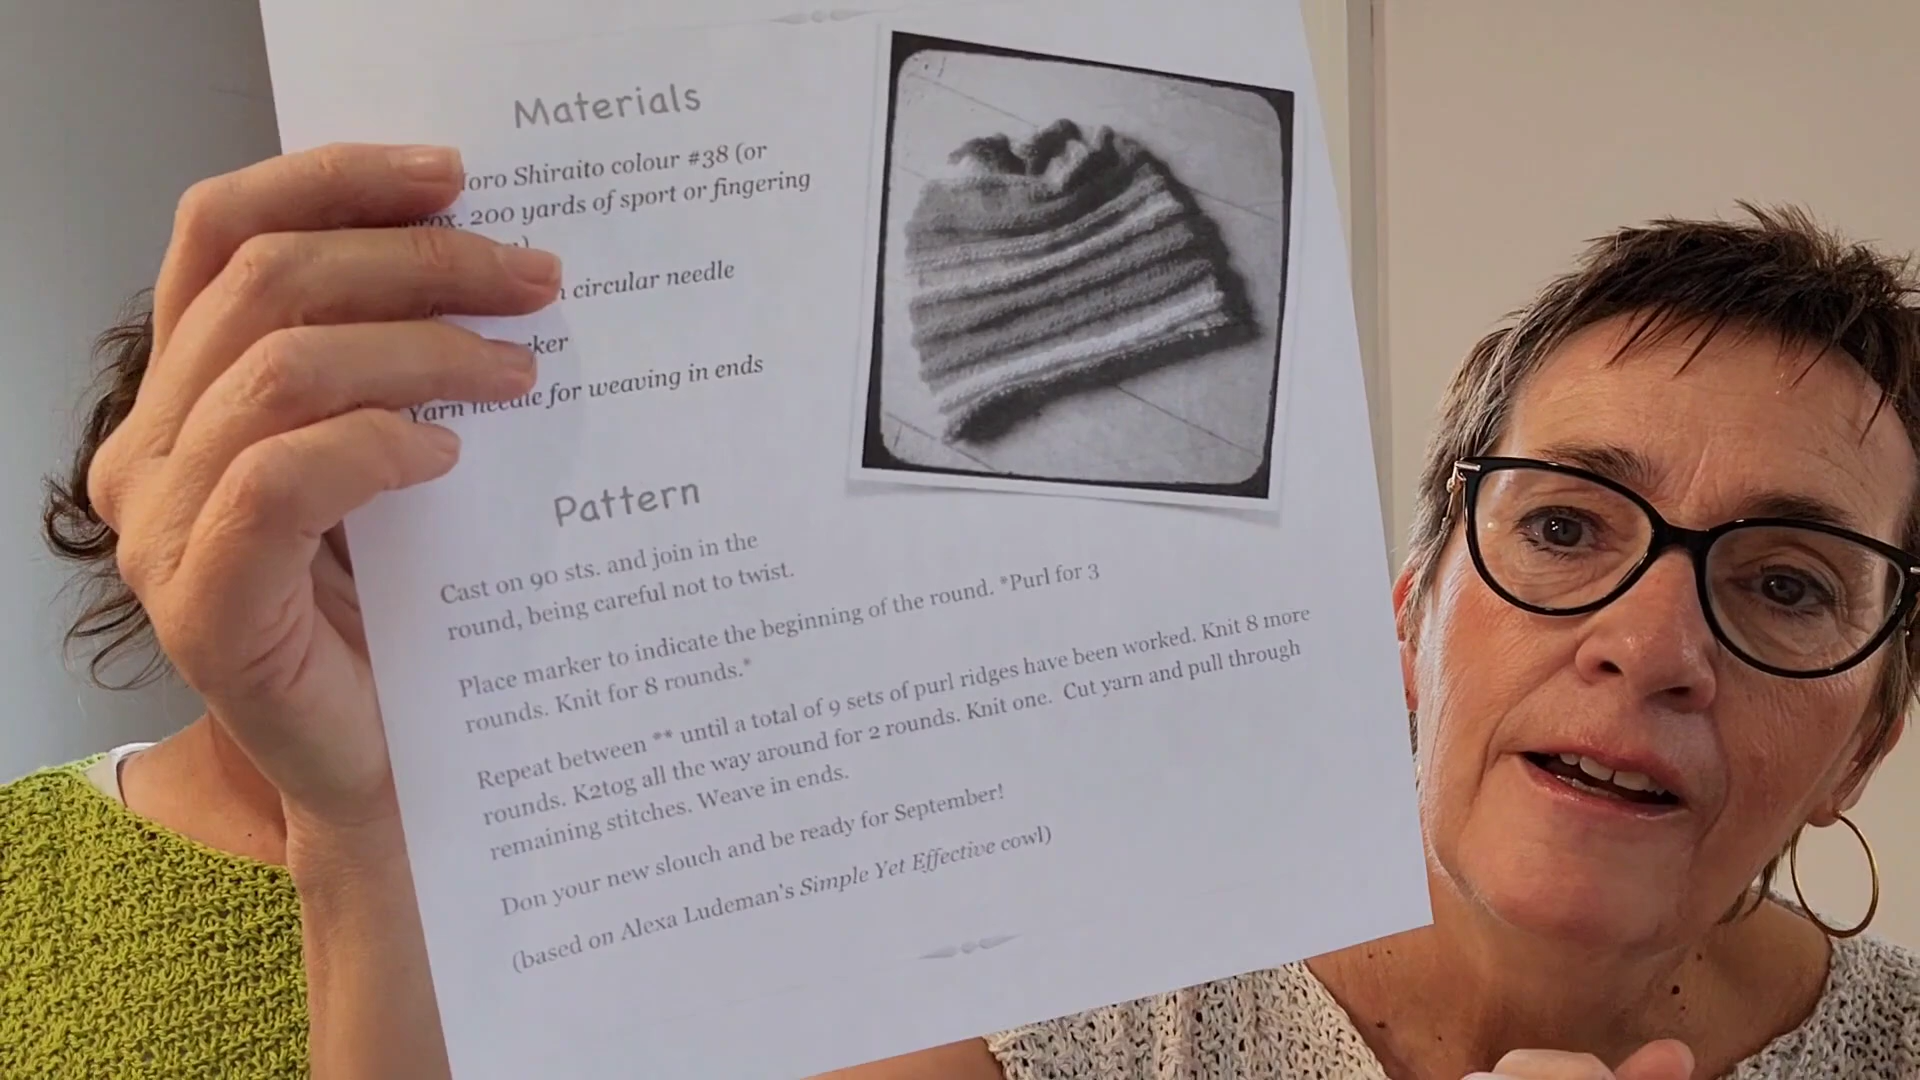 Materials
Noro Shiraito colour #38 (or
approx. 200 yards of sport or fingering
circular needle
Yarn needle for weaving in ends
Pattern
Cast on 90 sts. and join in the
round, being careful not to twist.
Place marker to indicate the beginning of the round. *Purl for 3
rounds. Knit for 8 rounds.*
Repeat between ** until a total of 9 sets of purl ridges have been worked. Knit 8 more
rounds. K2tog all the way around for 2 rounds. Knit one. Cut yarn and pull through
remaining stitches. Weave in ends.
Don your new slouch and be ready for September!
(based on Alexa Ludeman's Simple Yet Effective cowl)